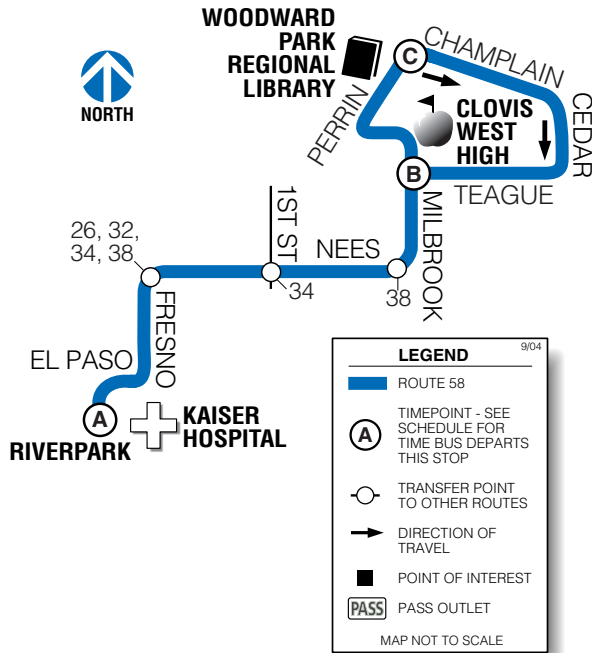 WOODWARD
PARK
REGIONAL
LIBRARY
NORTH
C
CHAMPLAIN
PERRIN
CLOVIS
WEST
HIGH
CEDAR
B
TEAGUE
MILBROOK
1ST ST
26, 32,
34, 38
NEES
34
38
FRESNO
EL PASO
A
KAISER
HOSPITAL
RIVERPARK
9/04
LEGEND
ROUTE 58
A
TIMEPOINT - SEE
SCHEDULE FOR
TIME BUS DEPARTS
THIS STOP
TRANSFER POINT
TO OTHER ROUTES
DIRECTION OF
TRAVEL
POINT OF INTEREST
PASS
PASS OUTLET
MAP NOT TO SCALE